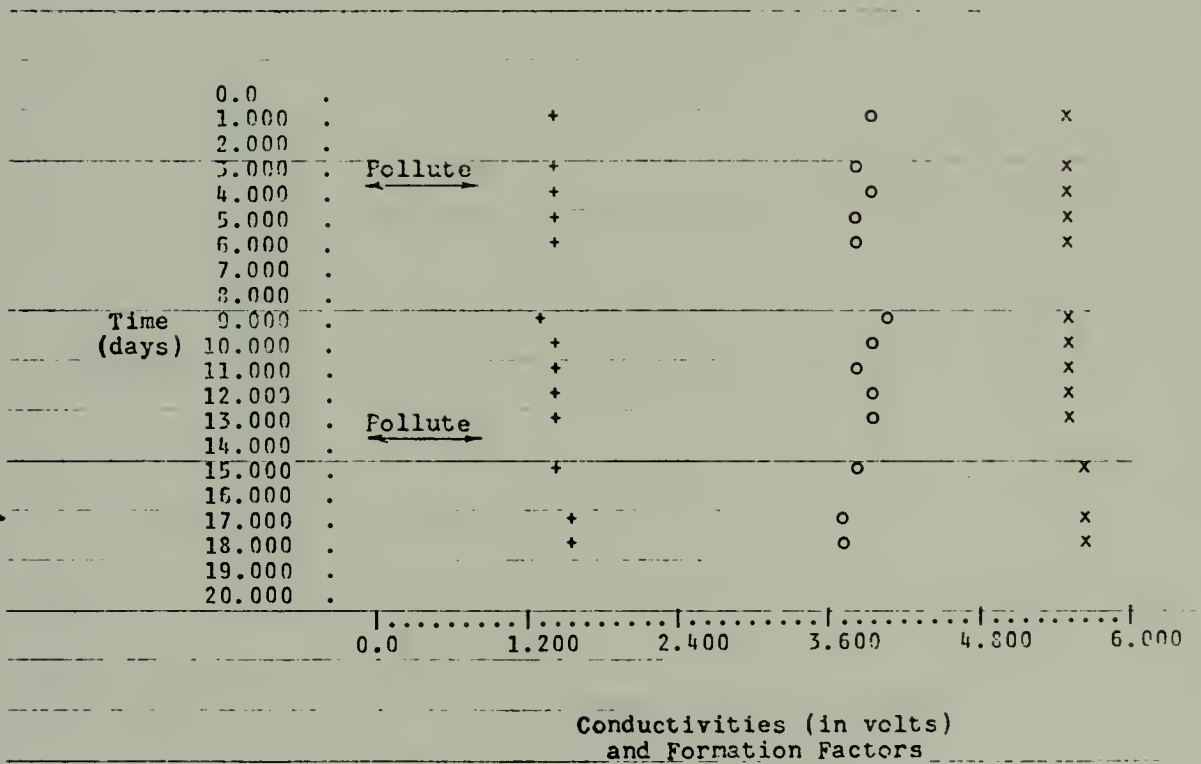 0.0 .
1.000 . + o x
2.000 .
3.000 . Pollute + o x
4.000 . + o x
5.000 . + o x
6.000 . + o x
7.000 .
8.000 .
Time 9.000 . + o x
(days) 10.000 . + o x
11.000 . + o x
12.000 . + o x
13.000 . Pollute + o x
14.000 .
15.000 . + o x
16.000 .
17.000 . + o x
18.000 . + o x
19.000 .
20.000 .
|.........|.........|.........|.........|.........|
0.0 1.200 2.400 3.600 4.800 6.000
Conductivities (in volts)
and Formation Factors